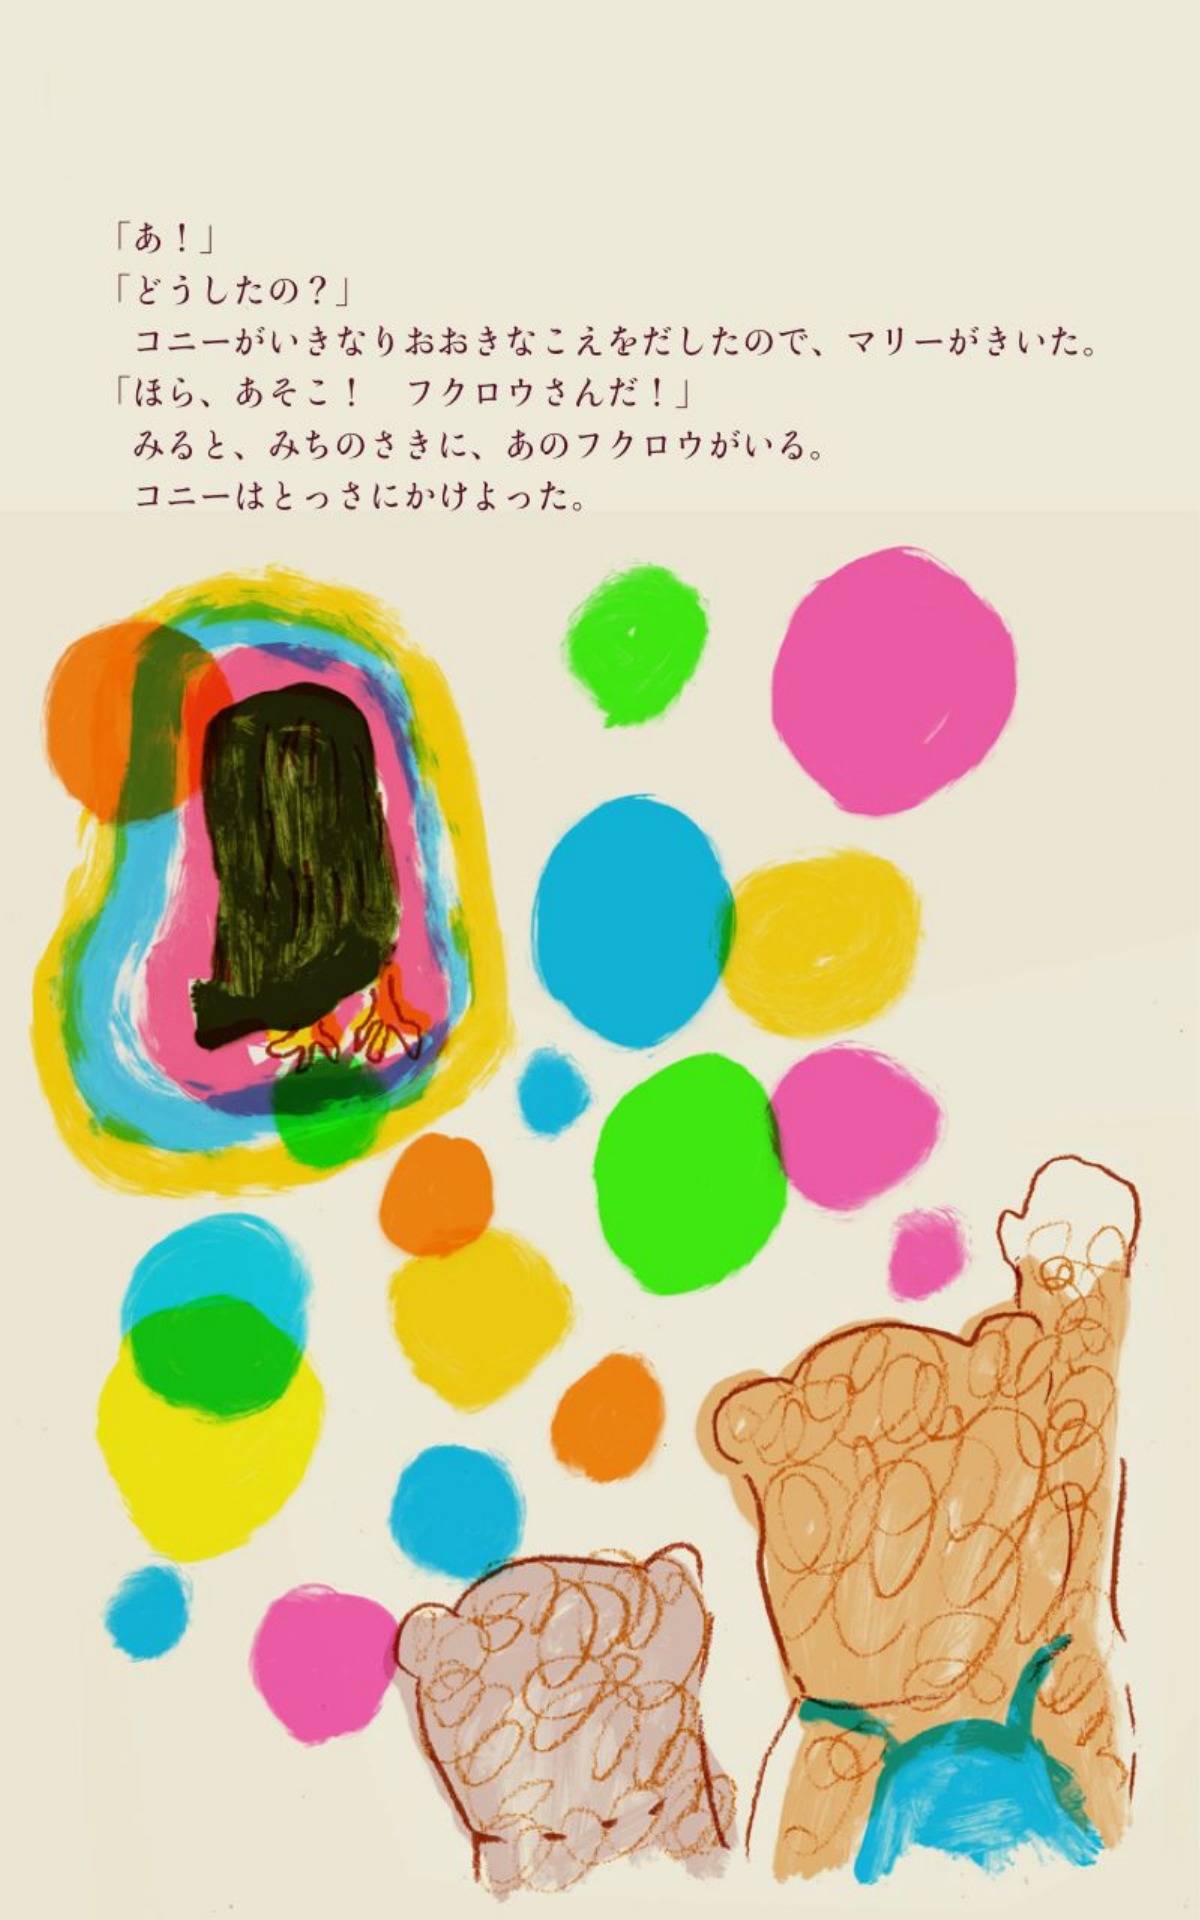 「あ！」
「どうしたの？」
　コニーがいきなりおおきなこえをだしたので、マリーがきいた。
「ほら、あそこ！　フクロウさんだ！」
　みると、みちのさきに、あのフクロウがいる。
　コニーはとっさにかけよった。